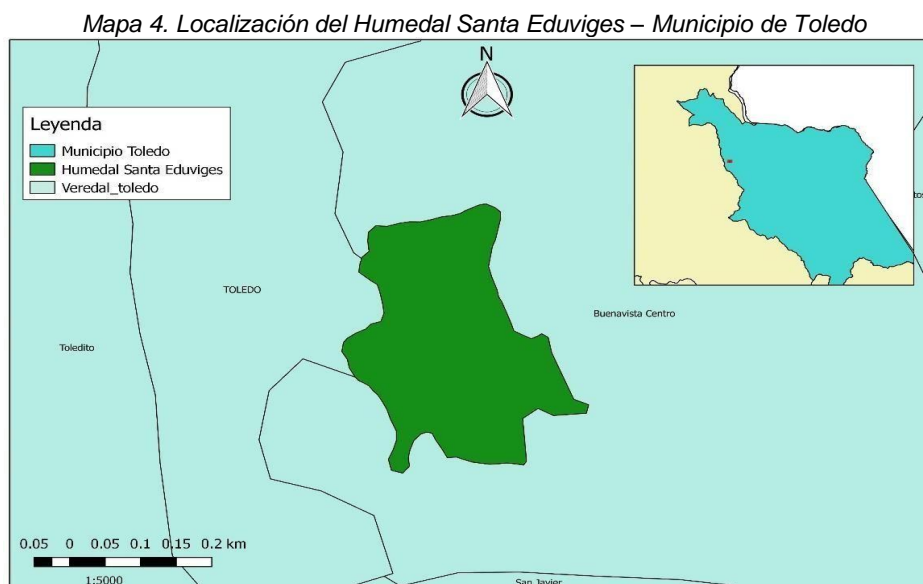 Mapa 4. Localización del Humedal Santa Eduviges – Municipio de Toledo
N
Leyenda
Municipio Toledo
Humedal Santa Eduviges
Veredal_toledo
TOLEDO
Buenavista Centro
Toledito
0.05 0 0.05 0.1 0.15 0.2 km
1:5000
San Javier